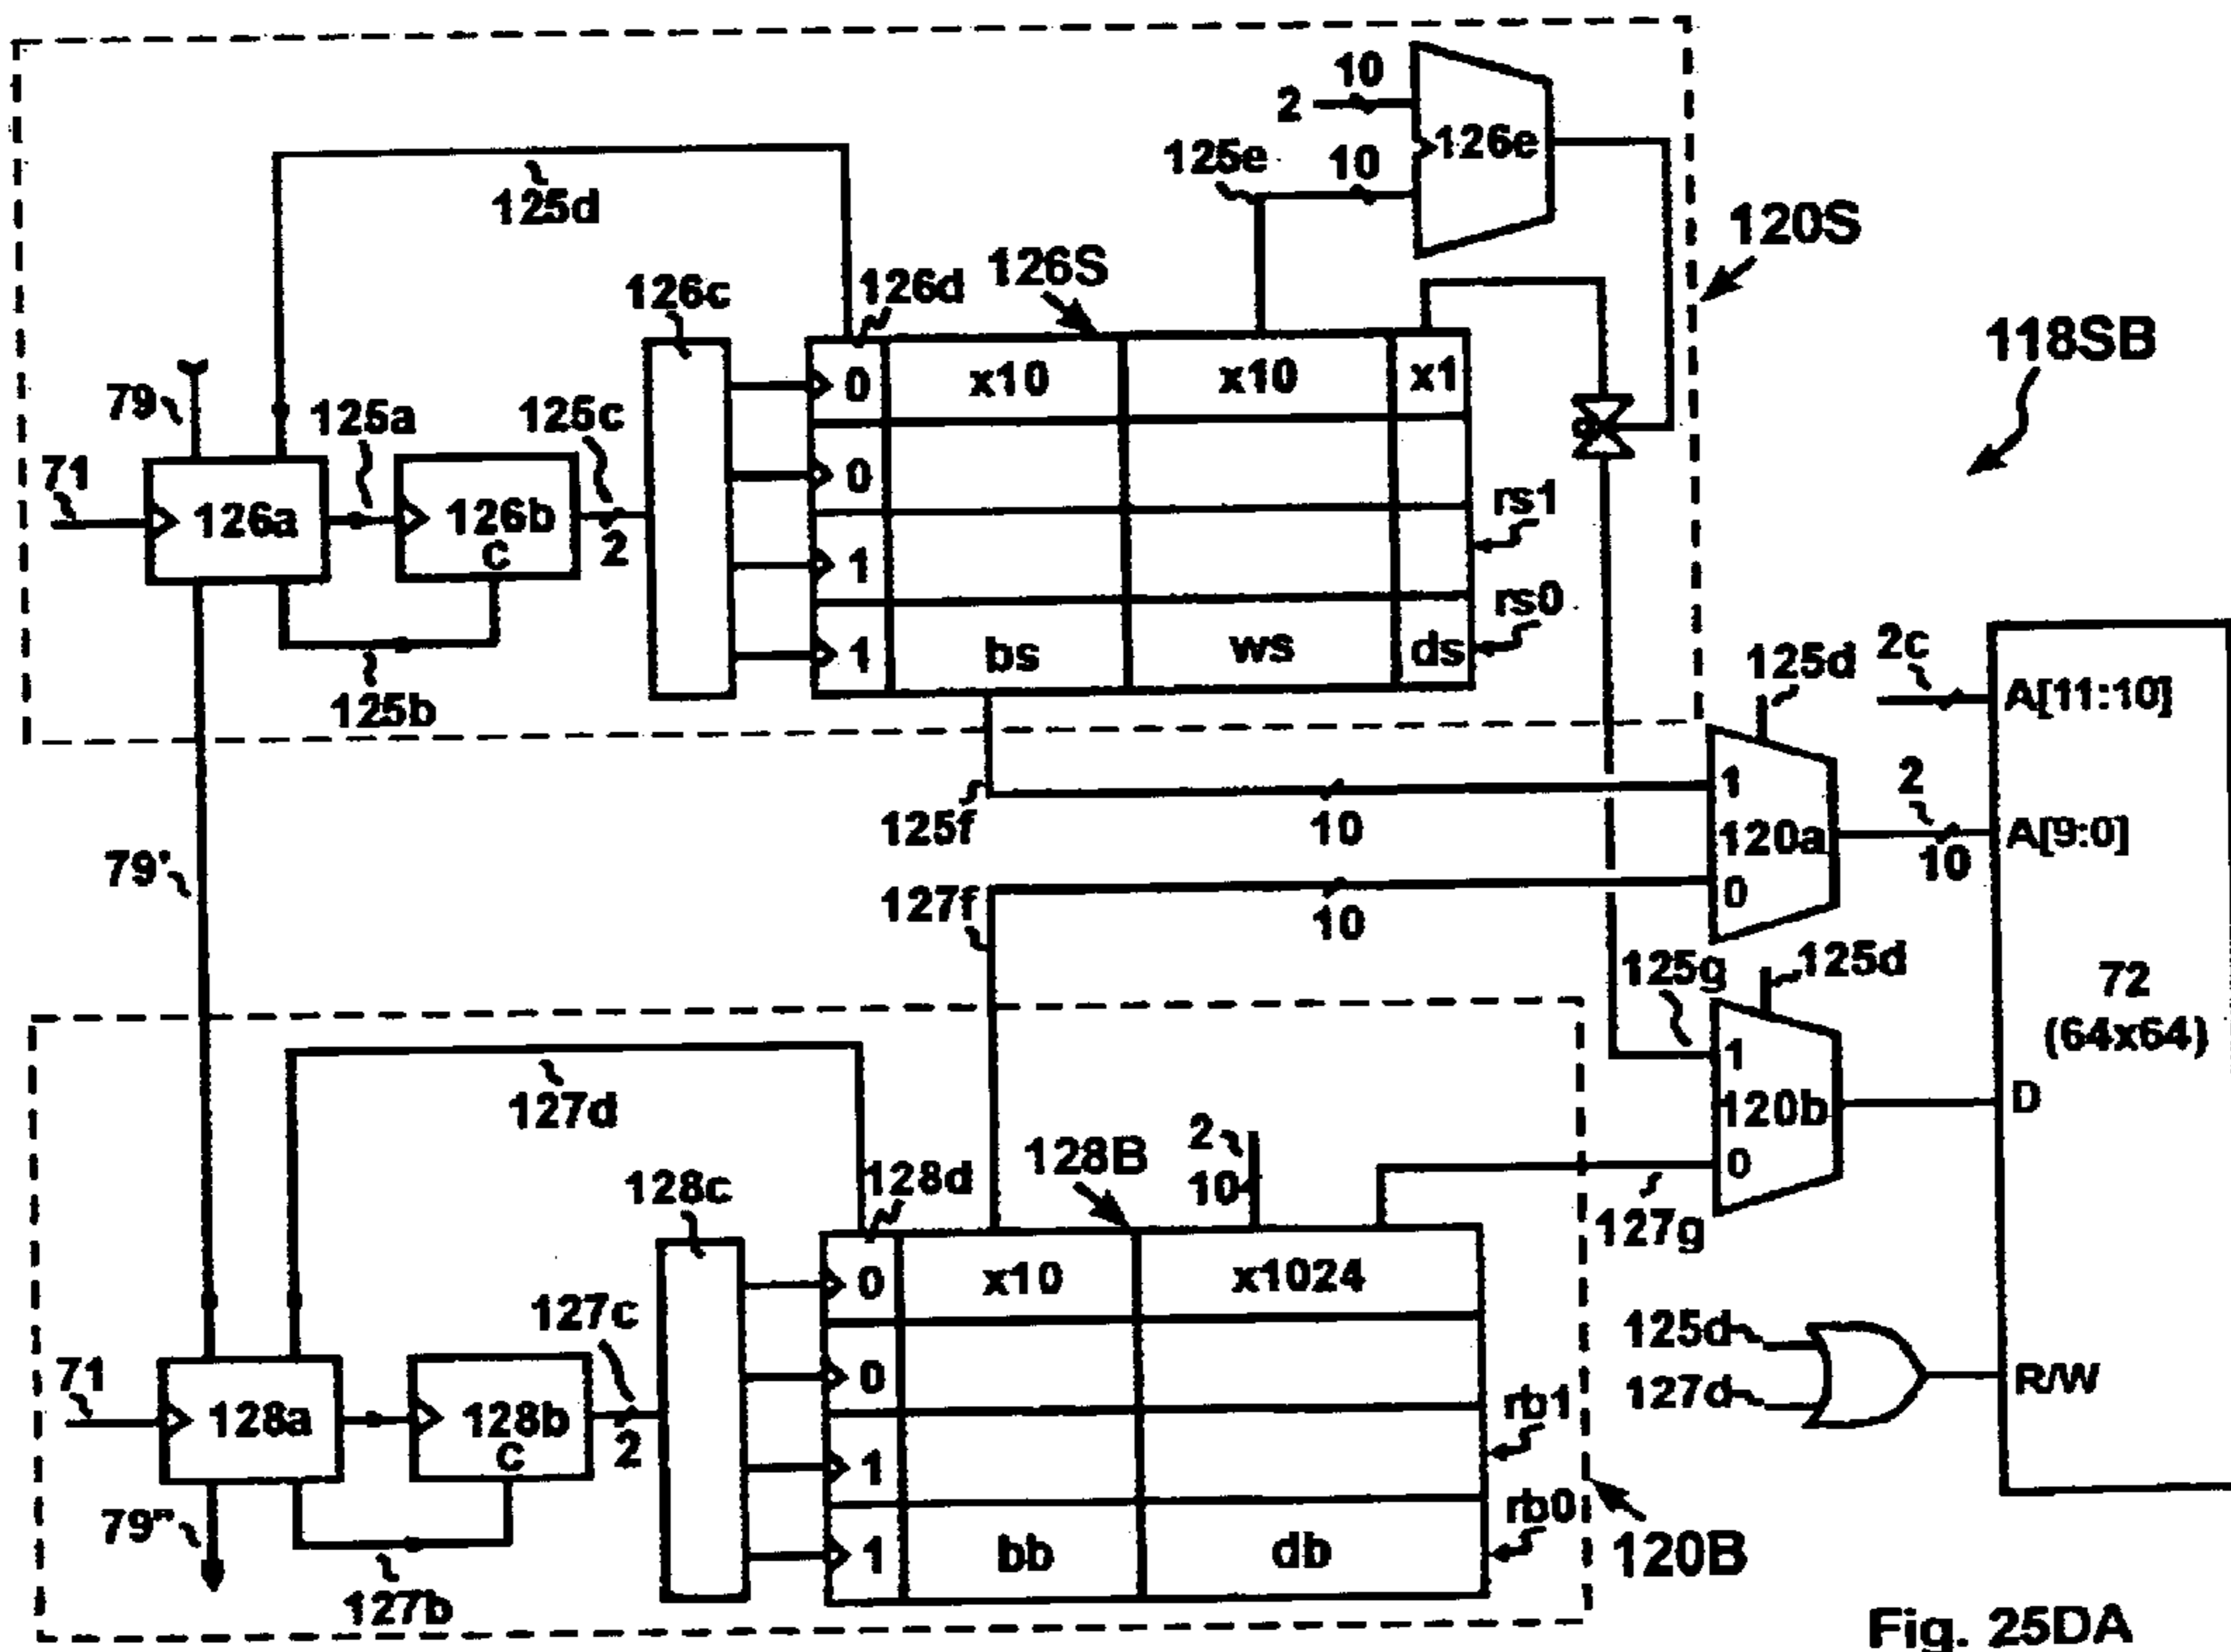 10
2
126e
125e
10
125d
120S
126S
126d
126c
118SB
0
x10
x10
x1
79
125a
125c
71
0
126a
126b
C
2
rs1
1
rs0
1
bs
ws
ds
125b
125d
2c
A[11:10]
1
2
125f
10
120a
A[9:0]
10
79'
127f
0
10
125g
125d
72
(64x64)
1
127d
120b
D
2
128B
10
0
128d
128c
127g
0
x10
x1024
127c
125d
71
0
127d
R/W
128a
128b
C
2
rb1
1
rb0
79"
1
bb
db
120B
127b
Fig. 25DA